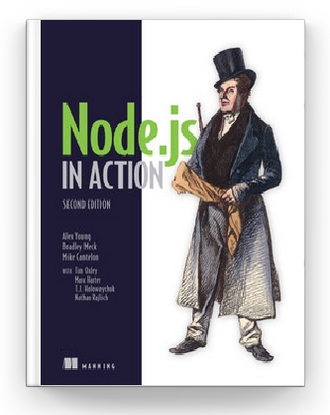 Node.js
IN ACTION
SECOND EDITION
Alex Young
Bradley Meck
Mike Cantelon
WITH Tim Oxley
Marc Harter
T.J. Holowaychuk
Nathan Rajlich
MANNING